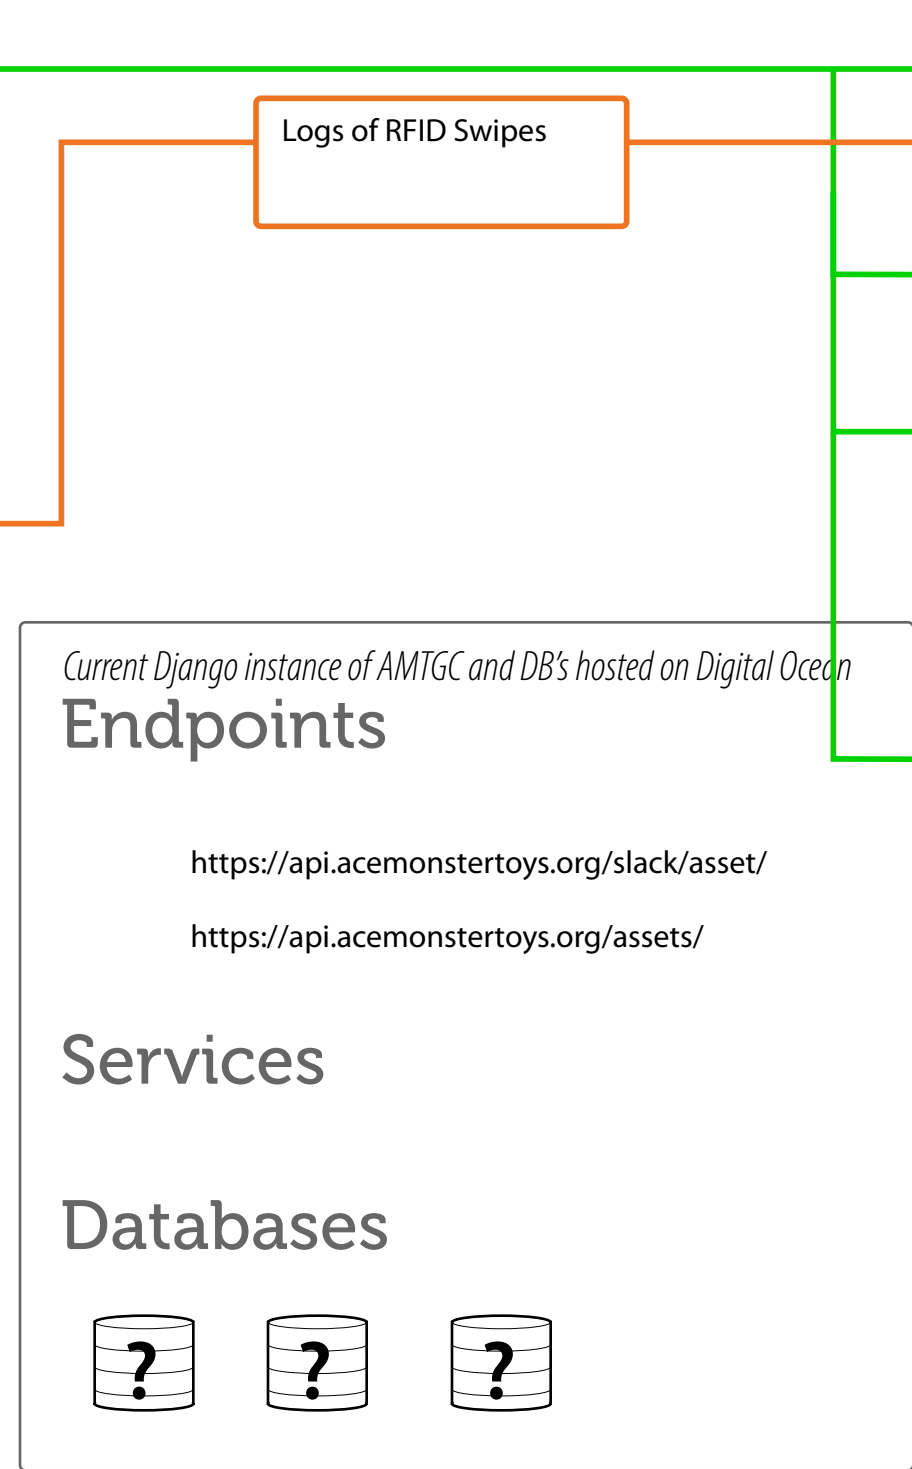 Logs of RFID Swipes
Current Django instance of AMTGC and DB's hosted on Digital Ocean
Endpoints
https://api.acemonstertoys.org/slack/asset/
https://api.acemonstertoys.org/assets/
Services
Databases
? ? ?